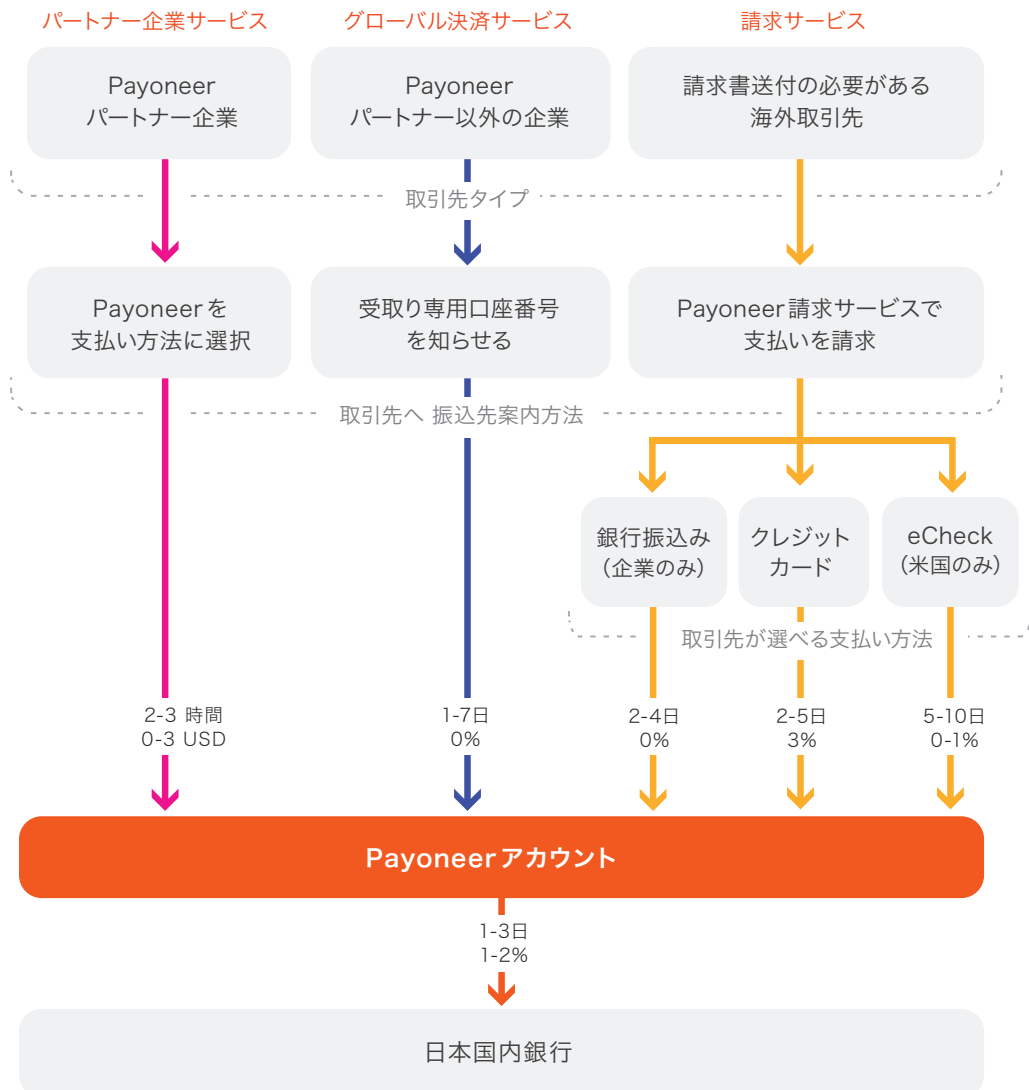 パートナー企業サービス
グローバル決済サービス
請求サービス
Payoneer
パートナー企業
Payoneer
パートナー以外の企業
請求書送付の必要がある
海外取引先
取引先タイプ
Payoneerを
支払い方法に選択
受取り専用口座番号
を知らせる
Payoneer請求サービスで
支払いを請求
取引先へ 振込先案内方法
銀行振込み
（企業のみ）
クレジット
カード
eCheck
（米国のみ）
取引先が選べる支払い方法
2-3 時間
0-3 USD
1-7日
0%
2-4日
0%
2-5日
3%
5-10日
0-1%
Payoneerアカウント
1-3日
1-2%
日本国内銀行